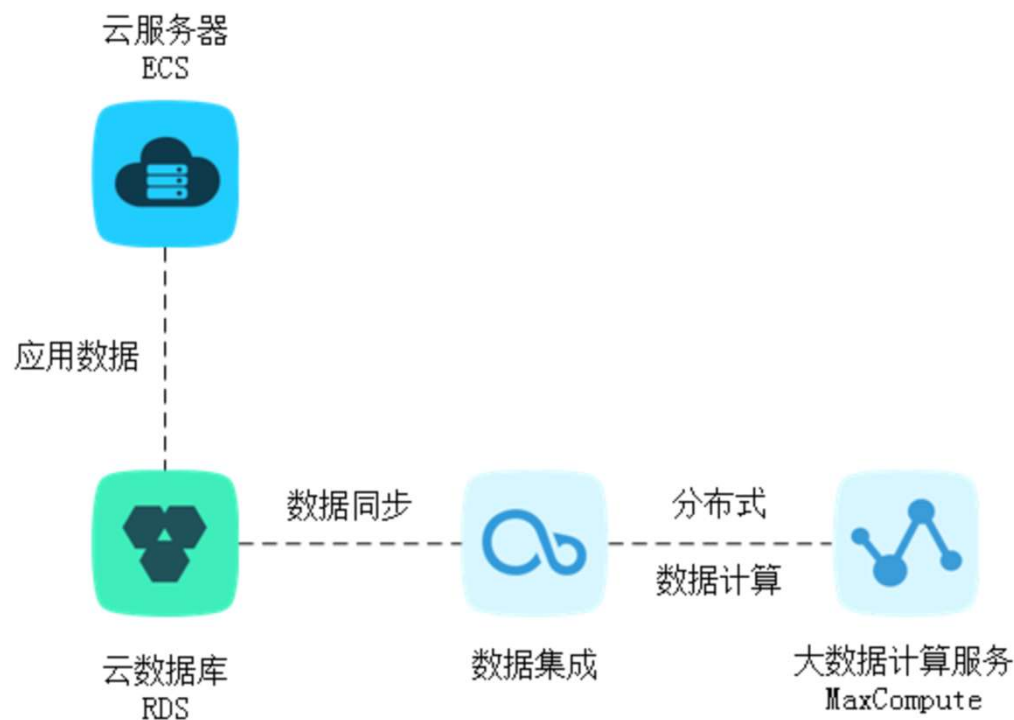 云服务器
ECS
应用数据
数据同步
分布式
数据计算
云数据库
RDS
数据集成
大数据计算服务
MaxCompute